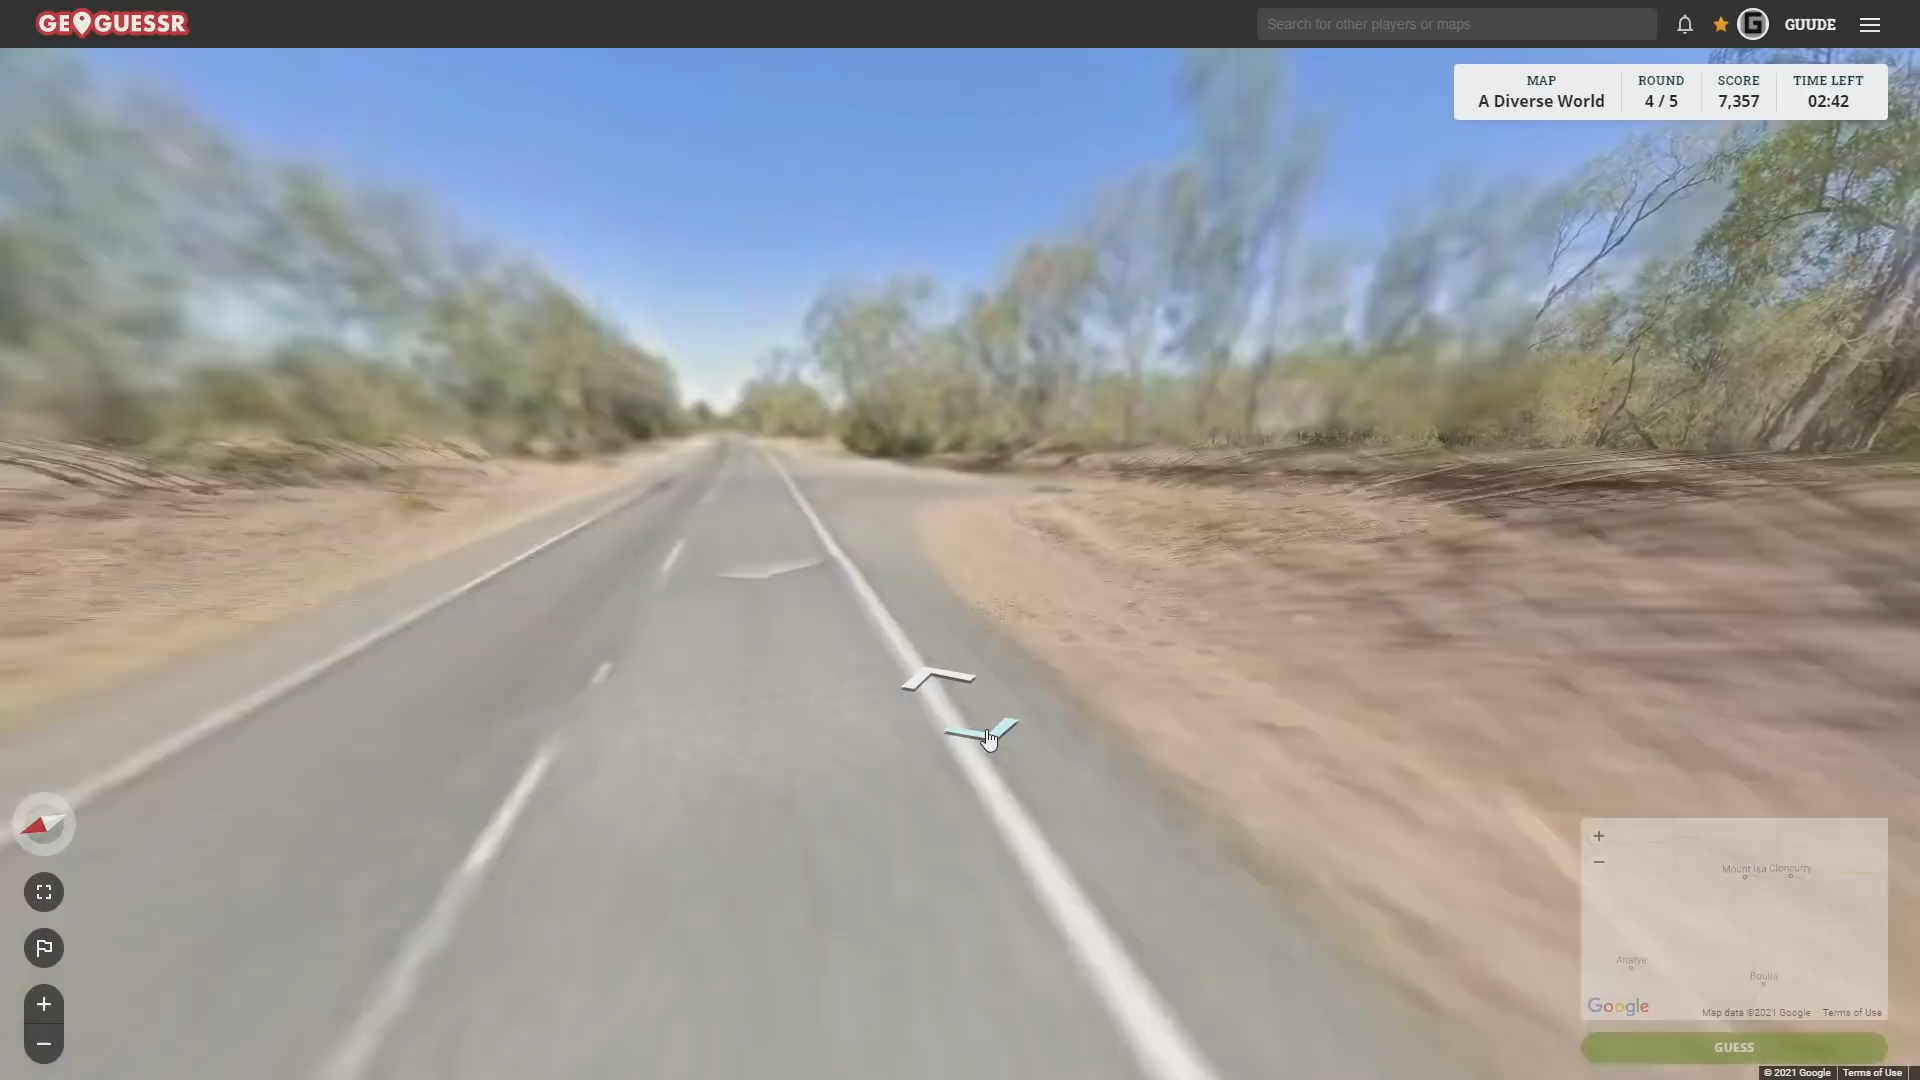 GEOGUESSR
Search for other players or maps
GUUDE
MAP
A Diverse World
ROUND
4 / 5
SCORE
7,357
TIME LEFT
02:42
Mount Isa Cloncurry
Anatye
Boulia
Google
Map data ©2021 Google
Terms of Use
GUESS
© 2021 Google
Terms of Use